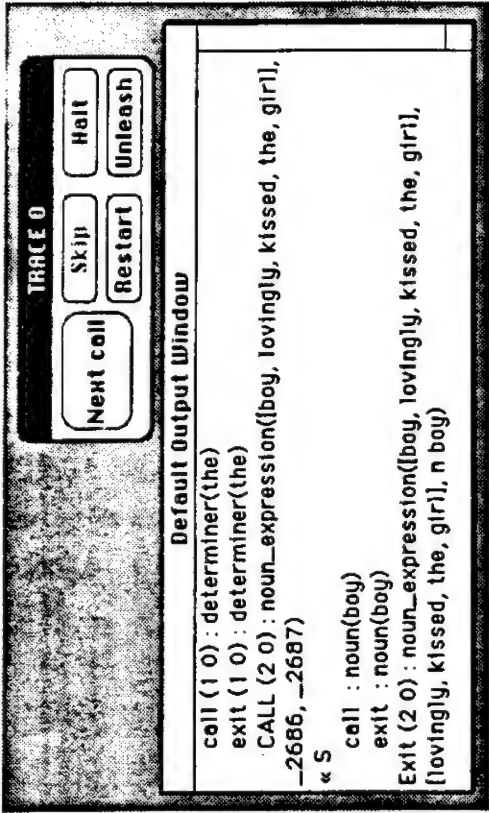 TRACE 0
Next call
Skip
Halt
Restart
Unleash
Default Output Window
call (1 0) : determiner(the)
exit (1 0) : determiner(the)
CALL (2 0) : noun_expression([boy, lovingly, kissed, the, girl],
_2686, _2687)
« S
call : noun(boy)
exit : noun(boy)
Exit (2 0) : noun_expression([boy, lovingly, kissed, the, girl],
[lovingly, kissed, the, girl], n boy)